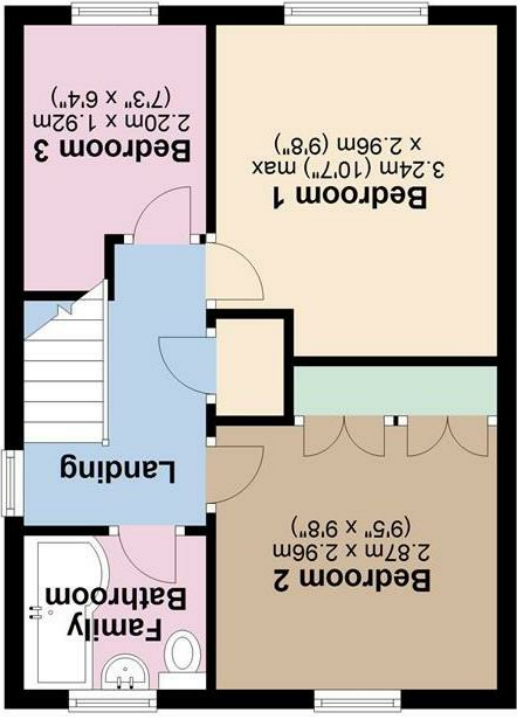 Bedroom 2
2.87m x 2.96m
(9'5" x 9'8")
Family
Bathroom
Landing
Bedroom 1
3.24m (10'7") max
x 2.96m (9'8")
Bedroom 3
2.20m x 1.92m
(7'3" x 6'4")